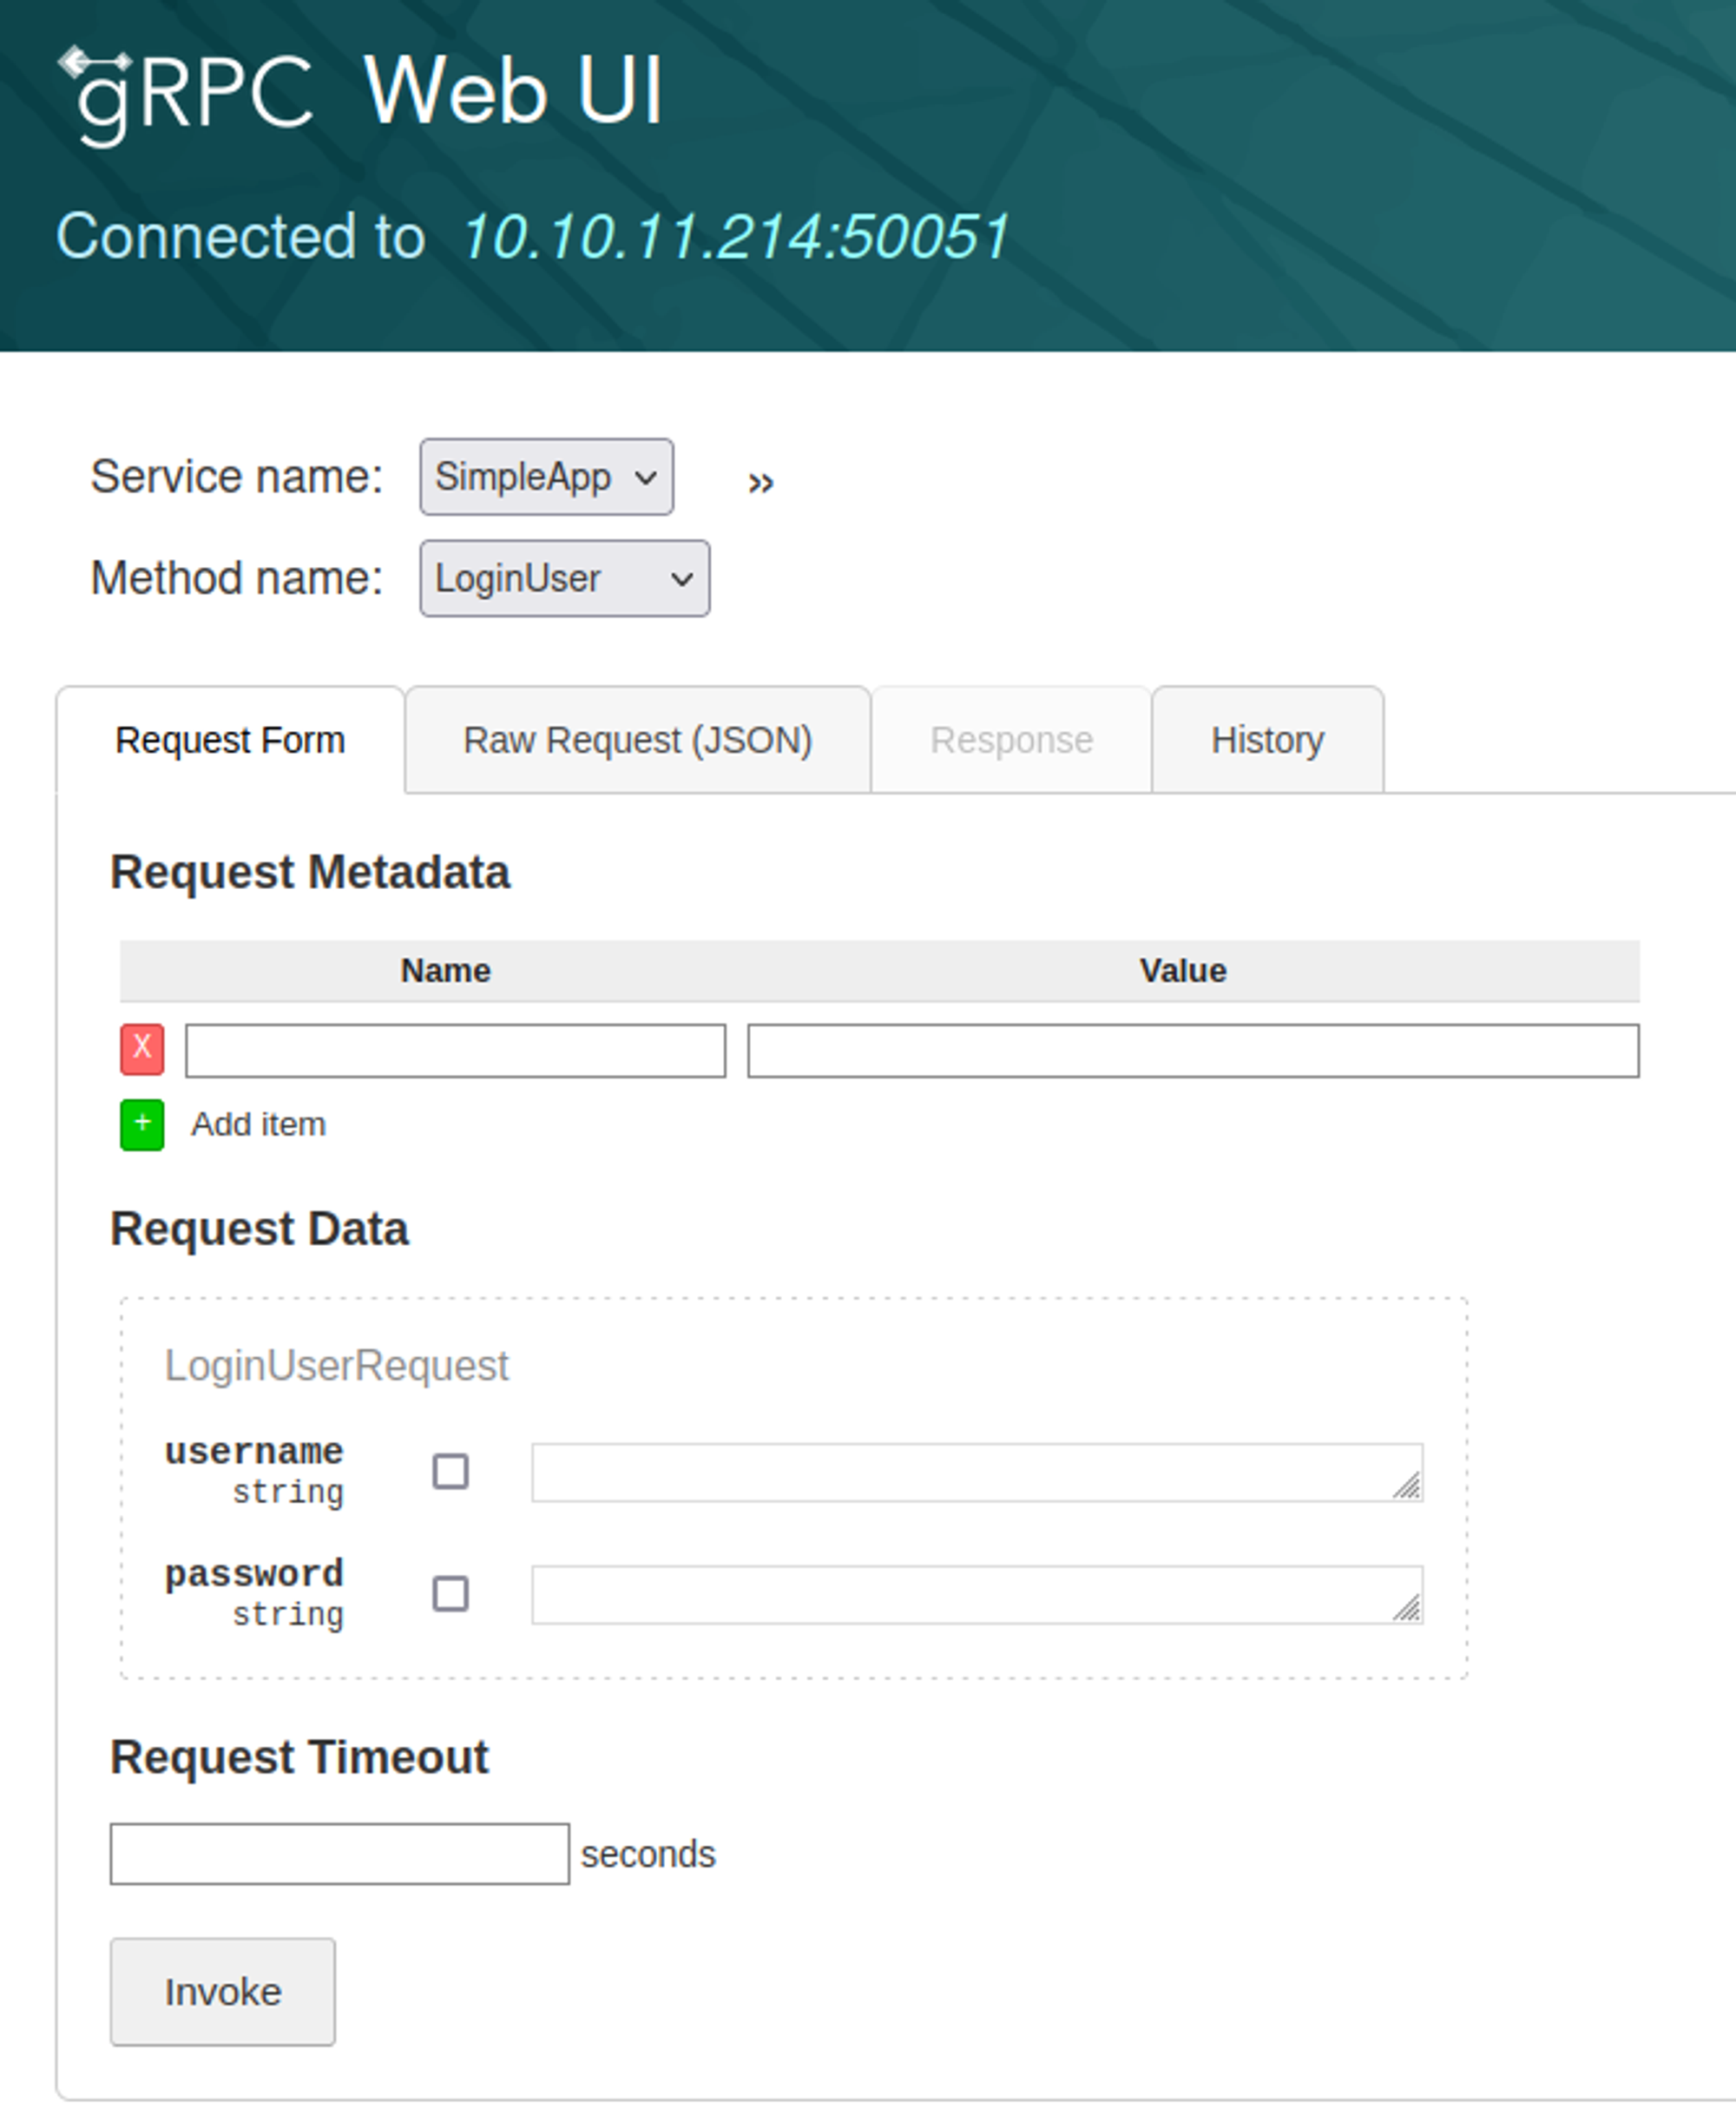 gRPC Web UI
Connected to 10.10.11.214:50051
Service name: SimpleApp »
Method name: LoginUser
Request Form Raw Request (JSON) Response History
Request Metadata
Name Value
X
+ Add item
Request Data
LoginUserRequest
username
string
password
string
Request Timeout
seconds
Invoke